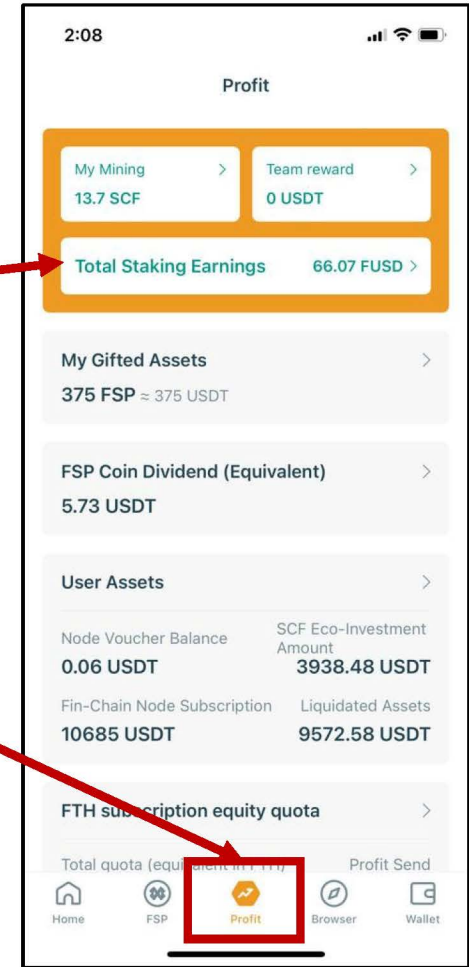 2:08
Profit
My Mining >
13.7 SCF
Team reward >
0 USDT
Total Staking Earnings 66.07 FUSD >
My Gifted Assets >
375 FSP ≈ 375 USDT
FSP Coin Dividend (Equivalent) >
5.73 USDT
User Assets >
Node Voucher Balance
0.06 USDT
SCF Eco-Investment
Amount
3938.48 USDT
Fin-Chain Node Subscription
10685 USDT
Liquidated Assets
9572.58 USDT
FTH subscription equity quota >
Total quota (equivalent in FTH) Profit Send
Home FSP Profit Browser Wallet